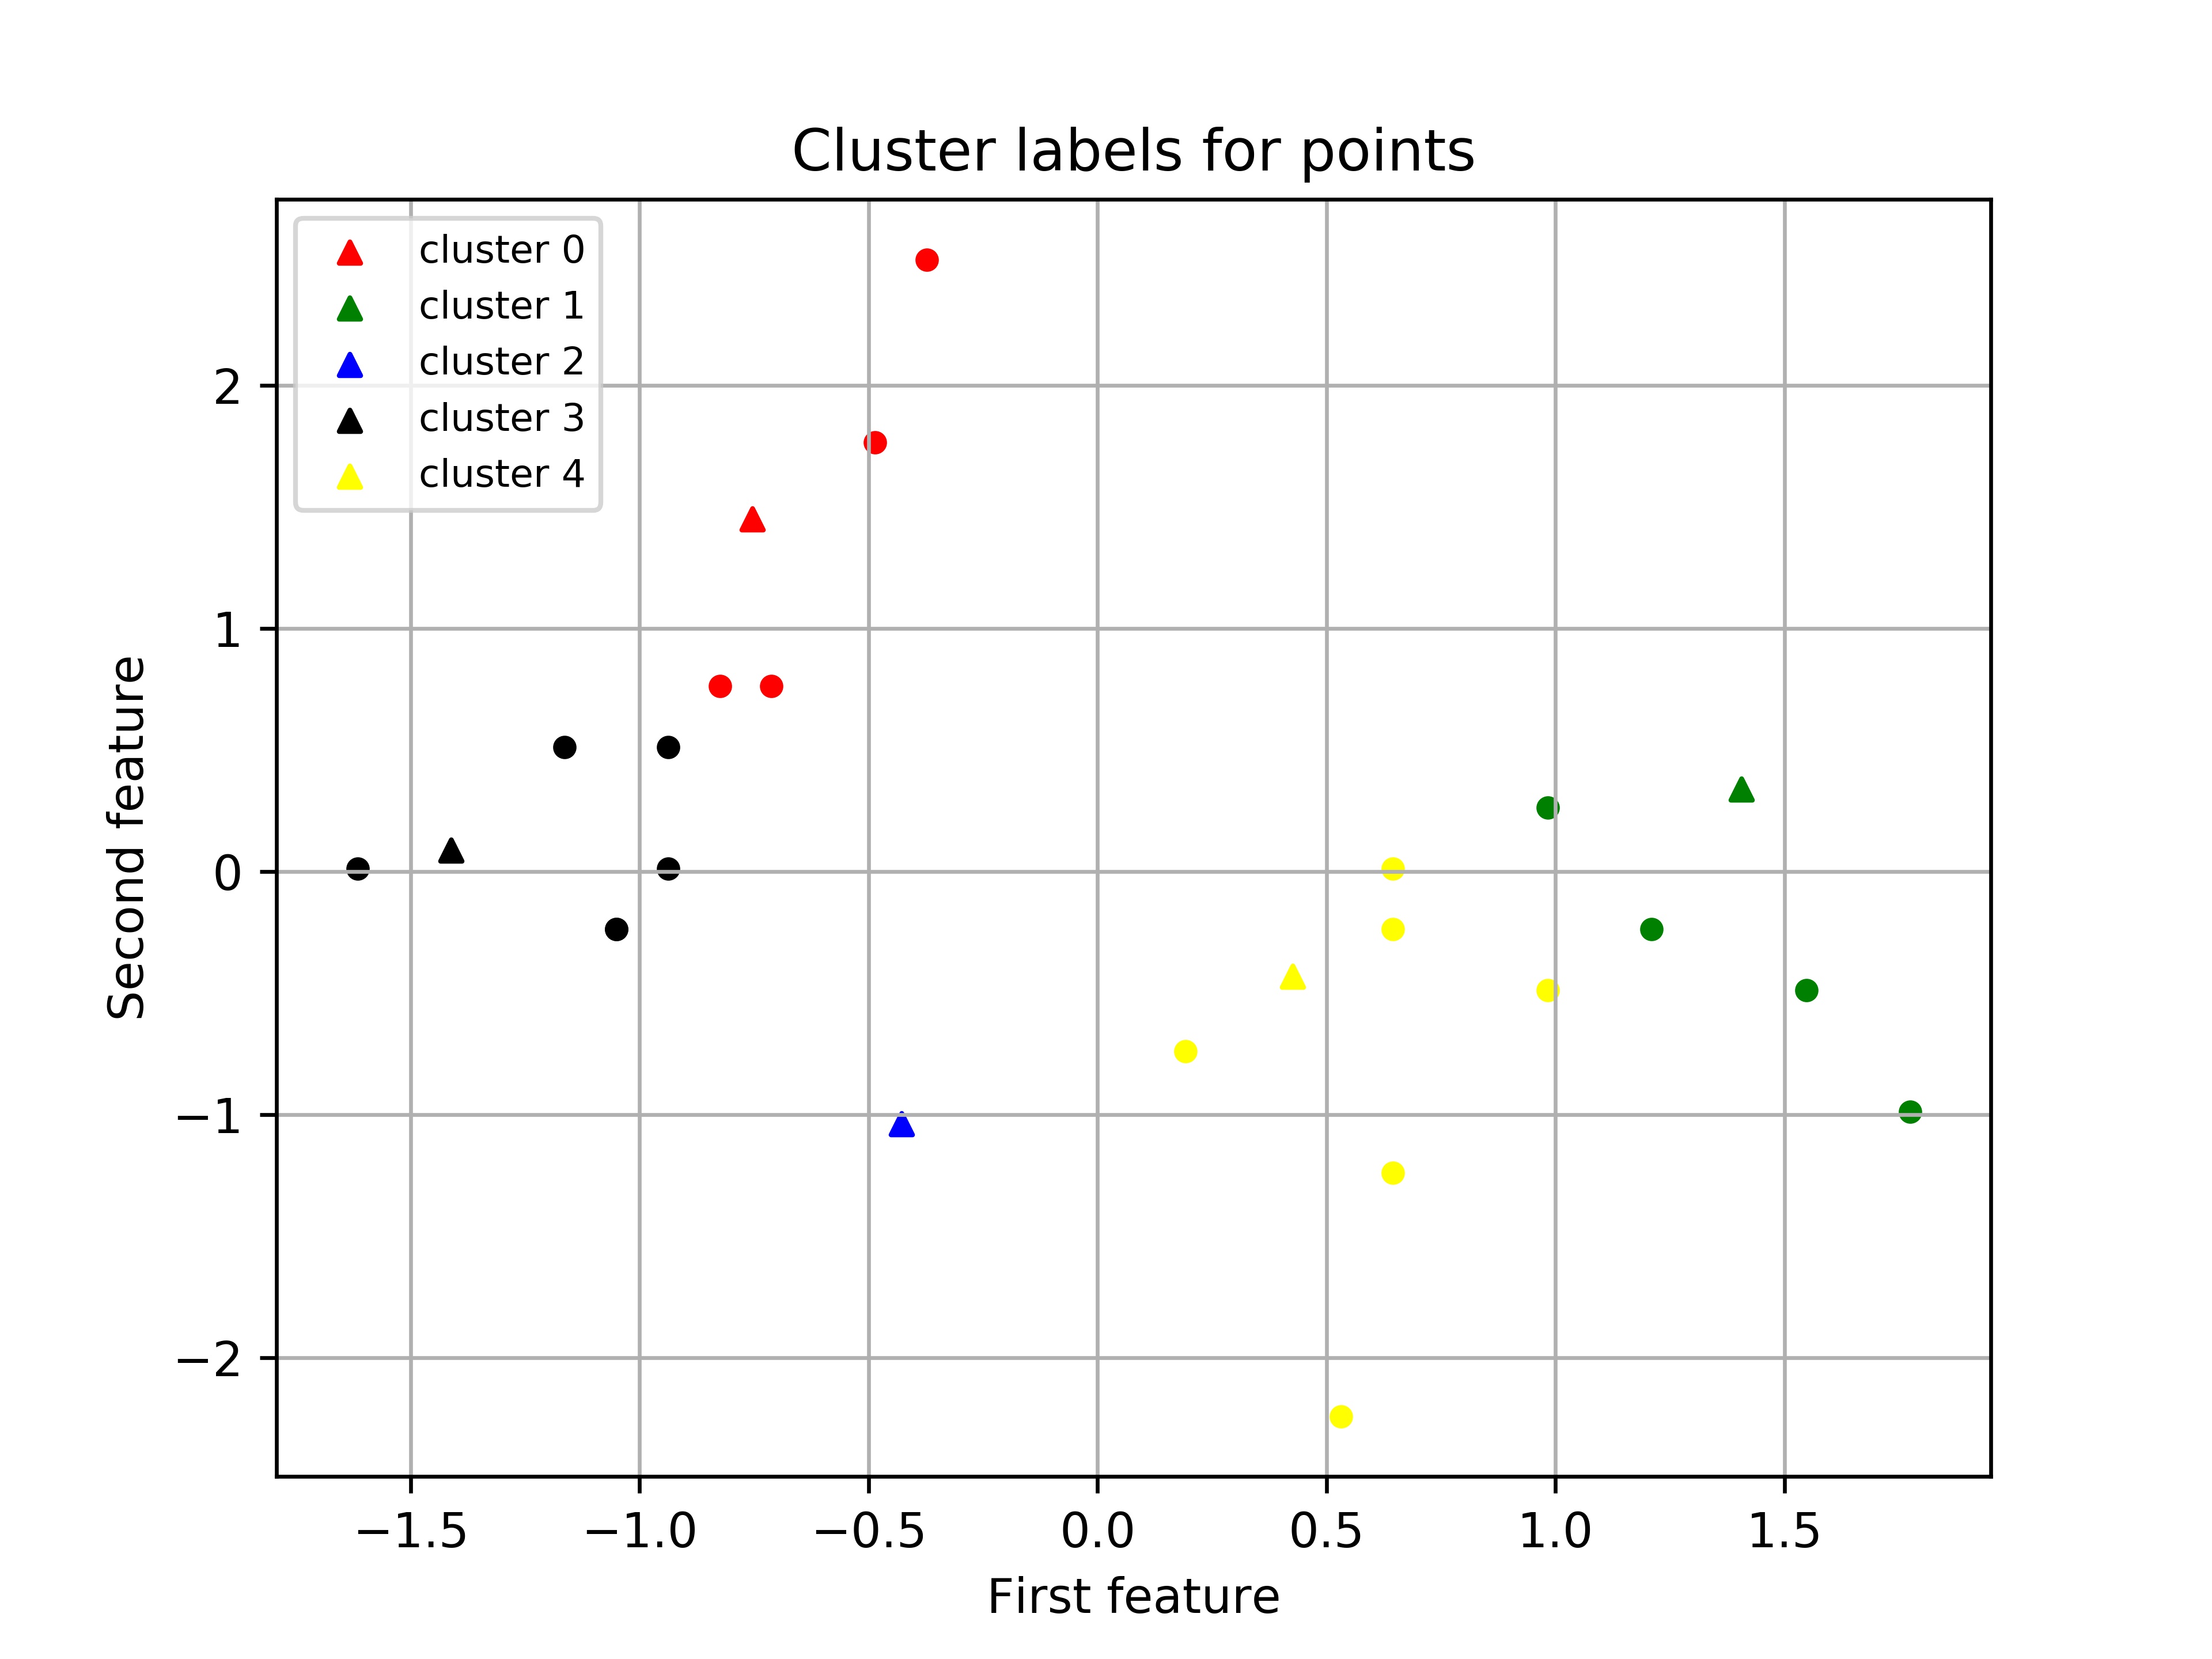 Cluster labels for points
cluster 0
cluster 1
cluster 2
cluster 3
cluster 4
2
1
0
−1
−2
Second feature
−1.5 −1.0 −0.5 0.0 0.5 1.0 1.5
First feature